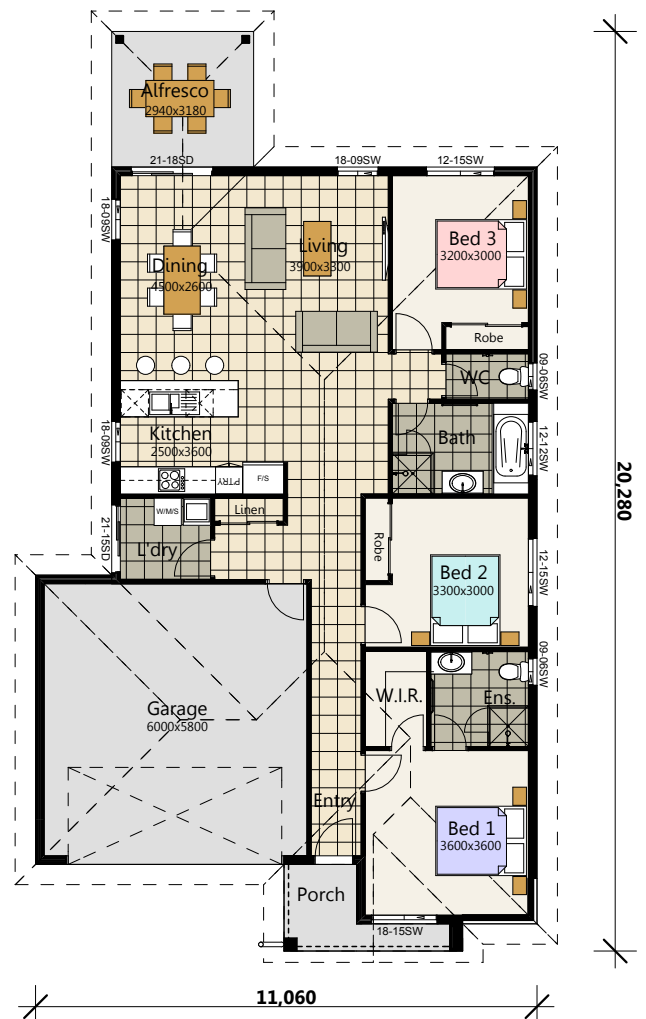 Alfresco
2940x3180
21-18SD
18-09SW
12-15SW
18-09SW
Living
3900x3300
Bed 3
3200x3000
Dining
4500x2600
Robe
WC
09-06SW
Kitchen
2500x3600
18-09SW
Bath
12-12SW
PTRY
F/S
20,280
W/M/S
Linen
21-15SD
L'dry
Robe
Bed 2
3300x3000
12-15SW
09-06SW
W.I.R.
Ens.
Garage
6000x5800
Entry
Bed 1
3600x3600
Porch
18-15SW
11,060